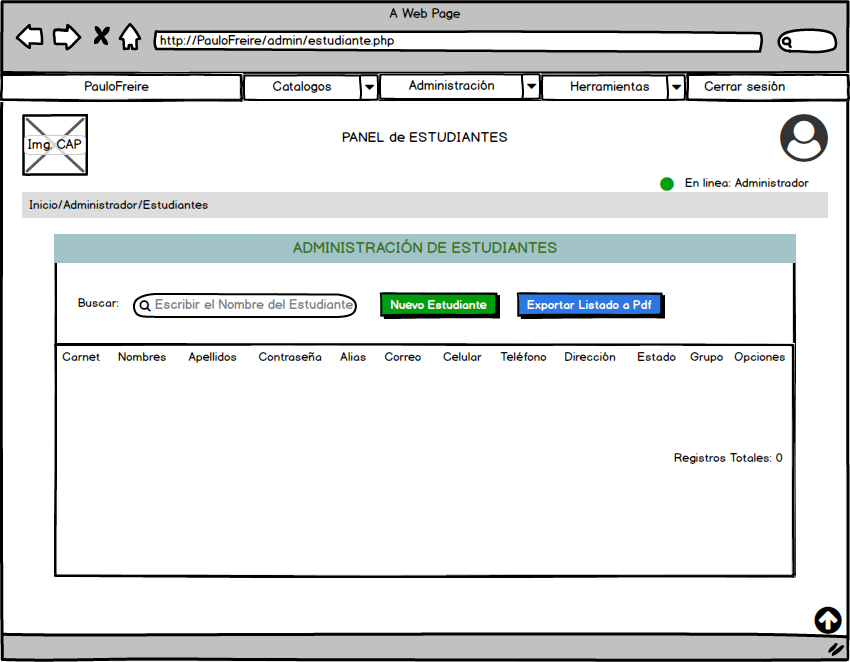 A Web Page
http://PauloFreire/admin/estudiante.php
PauloFreire Catalogos Administración Herramientas Cerrar sesión
Img. CAP
PANEL de ESTUDIANTES
En linea: Administrador
Inicio/Administrador/Estudiantes
ADMINISTRACIÓN DE ESTUDIANTES
Buscar: Escribir el Nombre del Estudiante Nuevo Estudiante Exportar Listado a Pdf
Carnet Nombres Apellidos Contraseña Alias Correo Celular Teléfono Dirección Estado Grupo Opciones
Registros Totales: 0